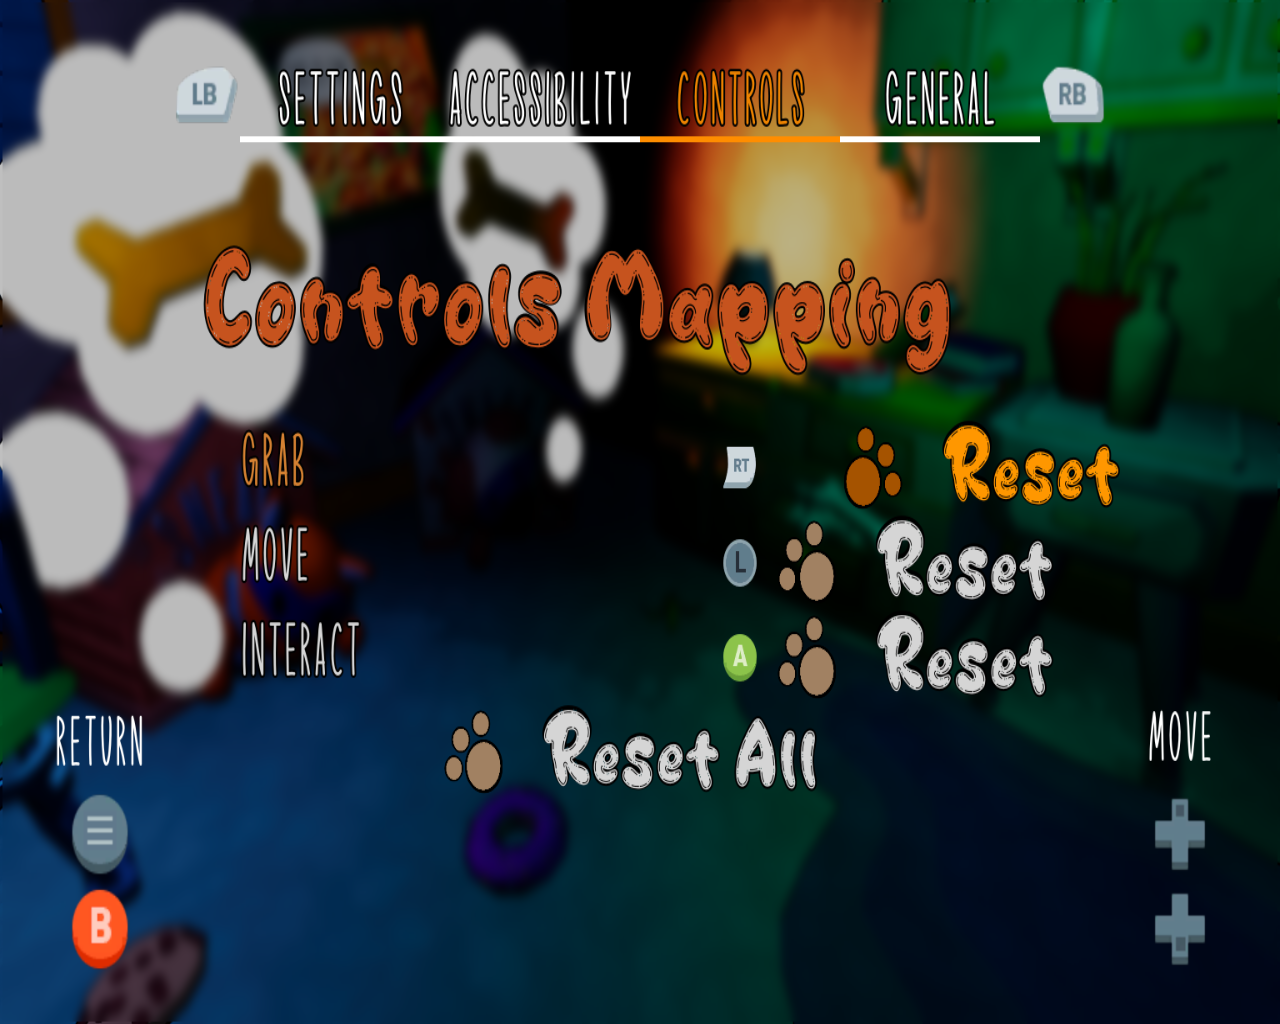 LB SETTINGS ACCESSIBILITY CONTROLS GENERAL RB
Controls Mapping
GRAB RT Reset
MOVE L Reset
INTERACT A Reset
Reset All
RETURN
B
MOVE